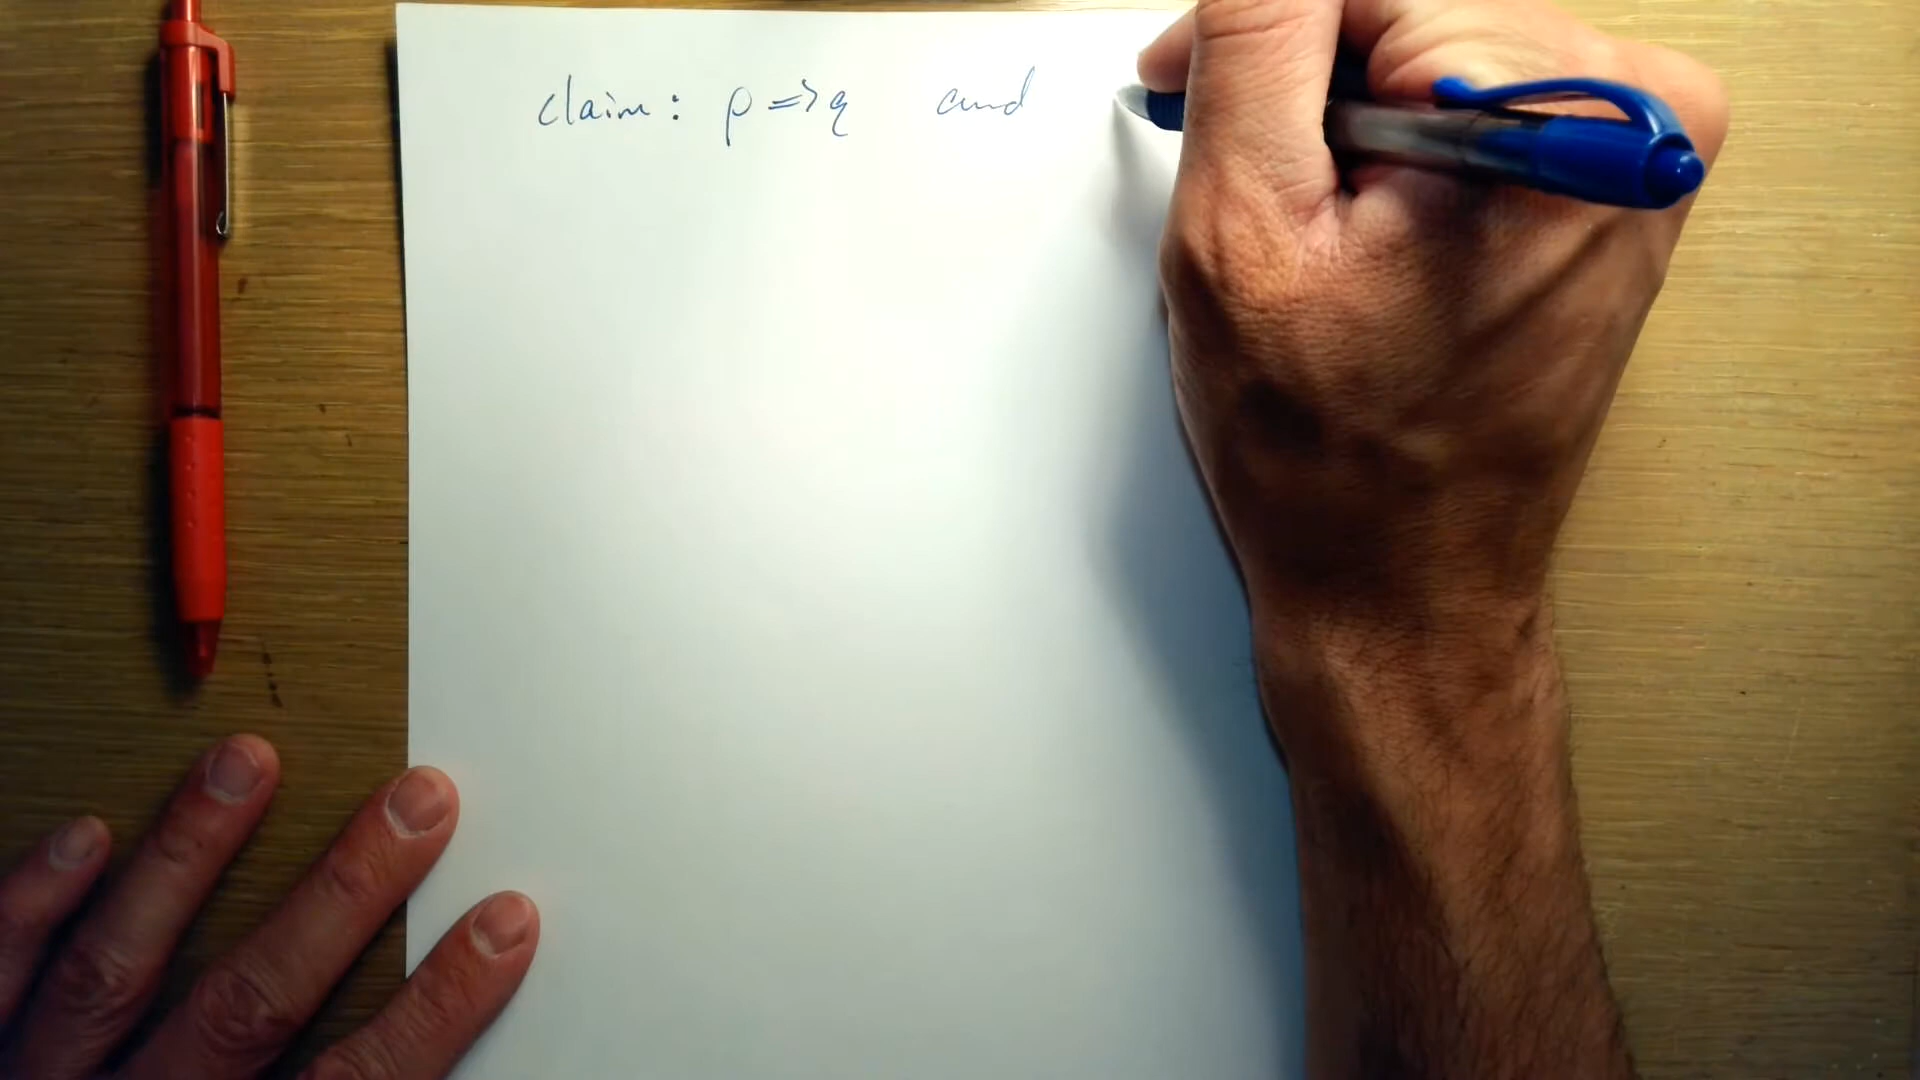 claim: p => q and